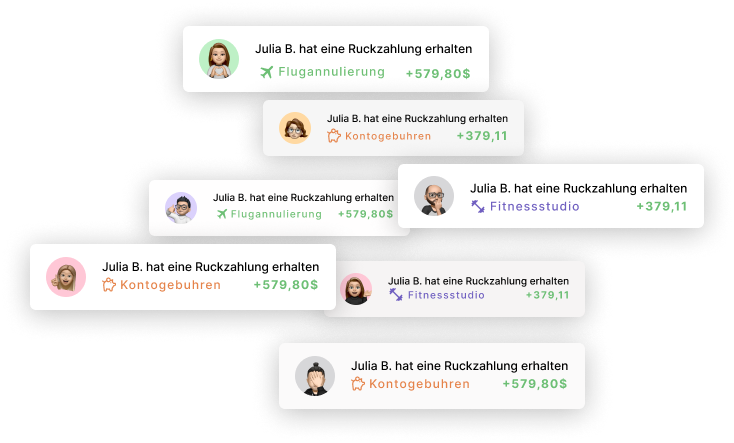 Julia B. hat eine Ruckzahlung erhalten
Flugannulierung +579,80$
Julia B. hat eine Ruckzahlung erhalten
Kontogebuhren +379,11
Julia B. hat eine Ruckzahlung erhalten
Flugannulierung +579,80$
Julia B. hat eine Ruckzahlung erhalten
Fitnessstudio +379,11
Julia B. hat eine Ruckzahlung erhalten
Kontogebuhren +579,80$
Julia B. hat eine Ruckzahlung erhalten
Fitnessstudio +379,11
Julia B. hat eine Ruckzahlung erhalten
Kontogebuhren +579,80$